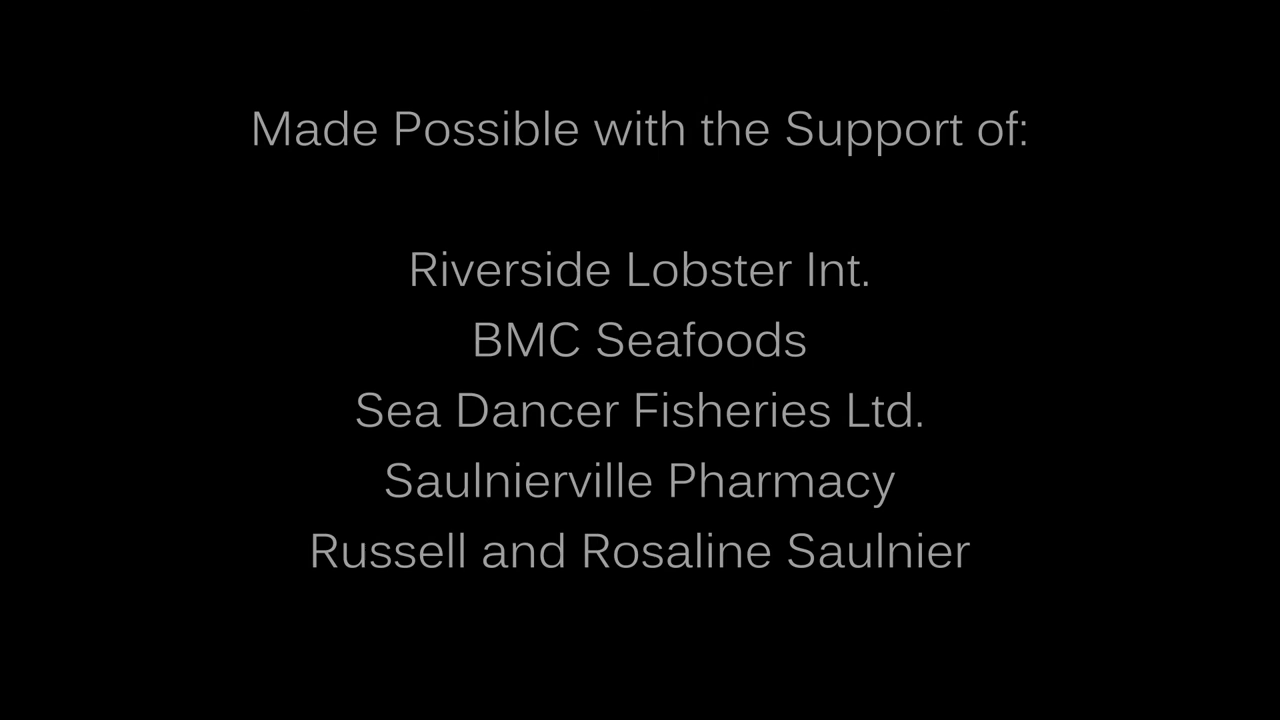 Made Possible with the Support of:
Riverside Lobster Int.
BMC Seafoods
Sea Dancer Fisheries Ltd.
Saulnierville Pharmacy
Russell and Rosaline Saulnier